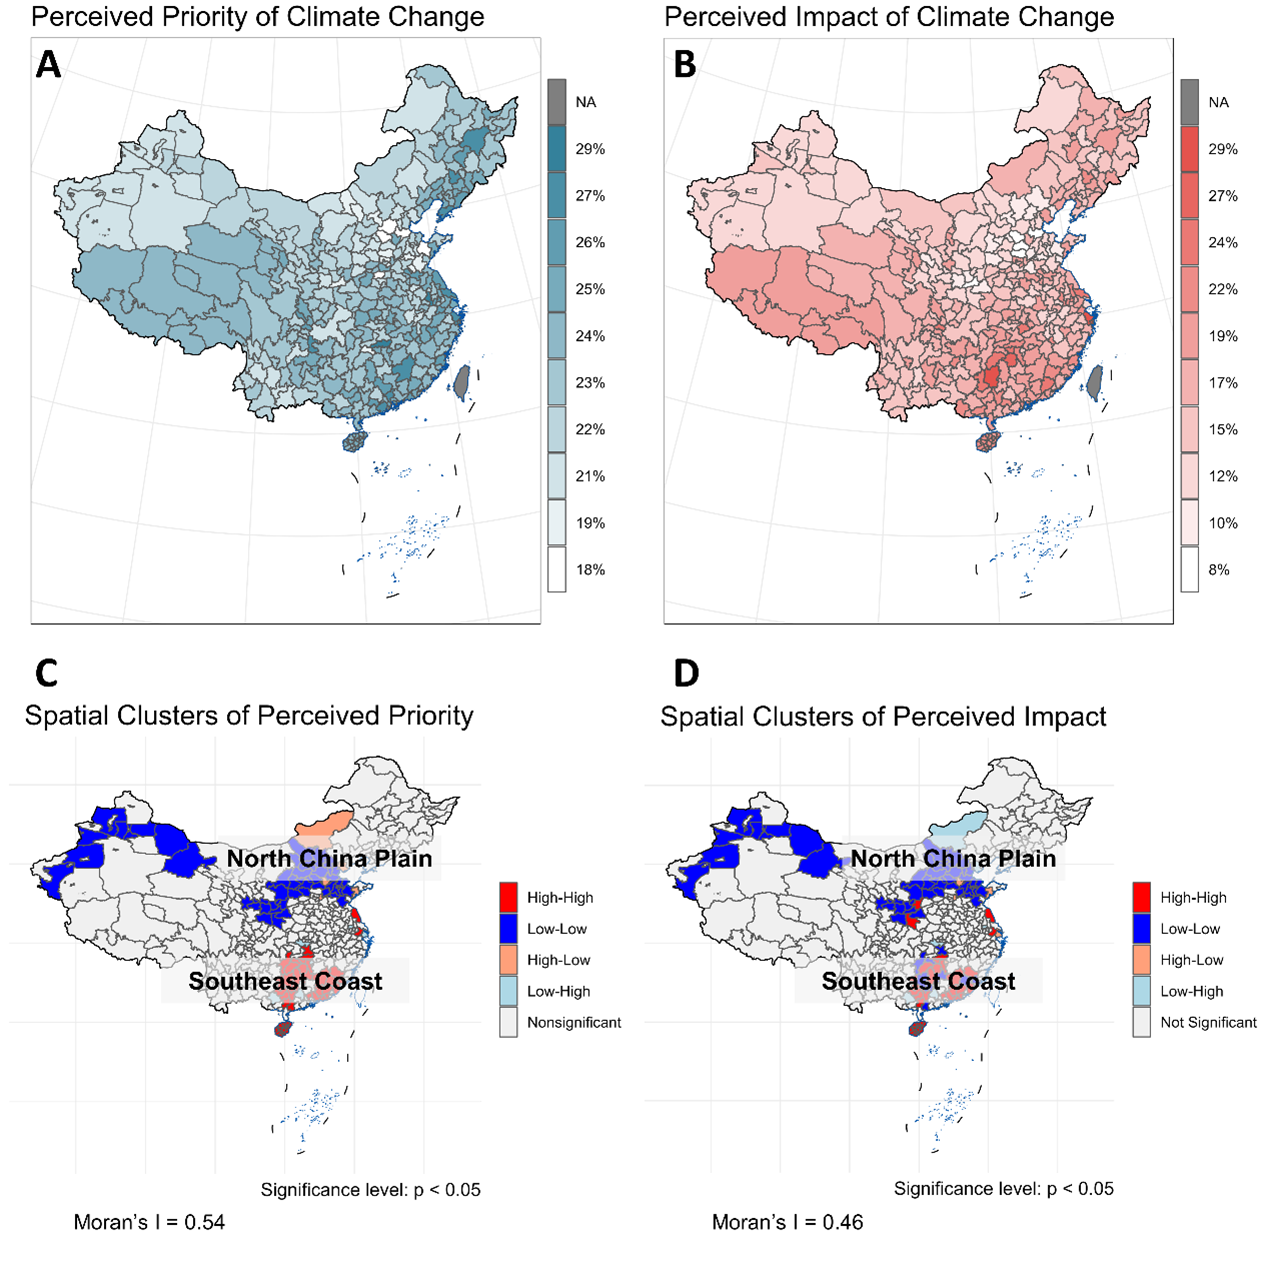 Perceived Priority of Climate Change
A
NA
29%
27%
26%
25%
24%
23%
22%
21%
19%
18%
Perceived Impact of Climate Change
B
NA
29%
27%
24%
22%
19%
17%
15%
12%
10%
8%
C
Spatial Clusters of Perceived Priority
North China Plain
Southeast Coast
High-High
Low-Low
High-Low
Low-High
Nonsignificant
Significance level: p < 0.05
Moran's I = 0.54
D
Spatial Clusters of Perceived Impact
North China Plain
Southeast Coast
High-High
Low-Low
High-Low
Low-High
Not Significant
Significance level: p < 0.05
Moran's I = 0.46